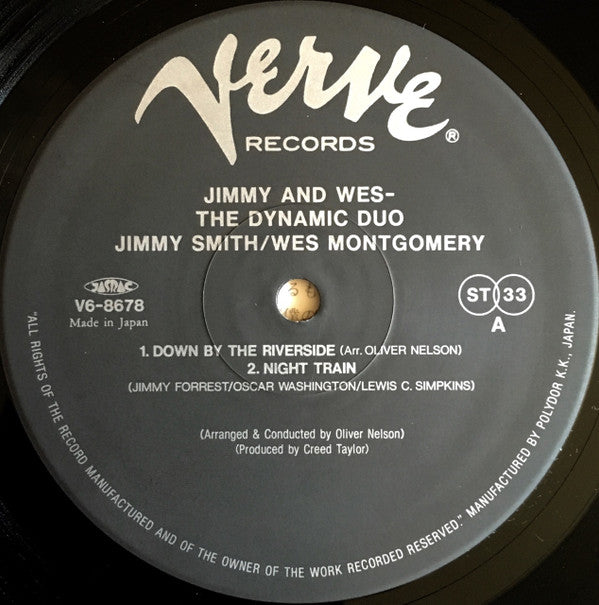 Verve ®
RECORDS
JIMMY AND WES-
THE DYNAMIC DUO
JIMMY SMITH/WES MONTGOMERY
JASRAC
V6-8678
Made in Japan
ST 33
A
1. DOWN BY THE RIVERSIDE (Arr. OLIVER NELSON)
2. NIGHT TRAIN
(JIMMY FORREST/OSCAR WASHINGTON/LEWIS C. SIMPKINS)
(Arranged & Conducted by Oliver Nelson)
(Produced by Creed Taylor)
"ALL RIGHTS OF THE RECORD MANUFACTURED AND OF THE OWNER OF THE WORK RECORDED RESERVED." MANUFACTURED BY POLYDOR K.K., JAPAN.